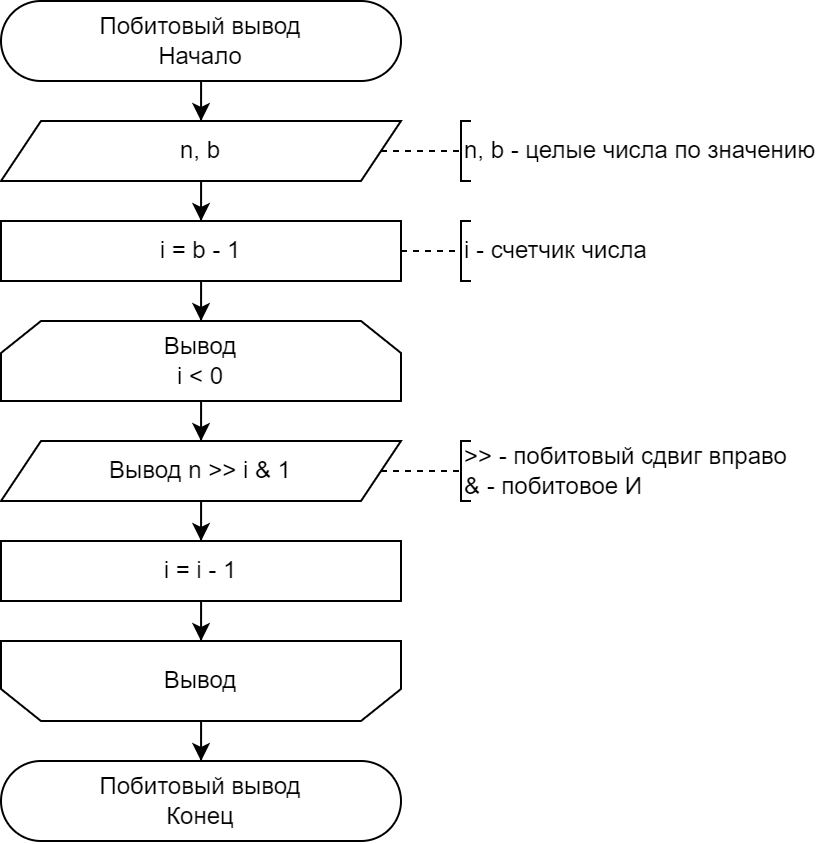 Побитовый вывод
Начало
n, b
n, b - целые числа по значению
i = b - 1
i - счетчик числа
Вывод
i < 0
Вывод n >> i & 1
>> - побитовый сдвиг вправо
& - побитовое И
i = i - 1
Вывод
Побитовый вывод
Конец